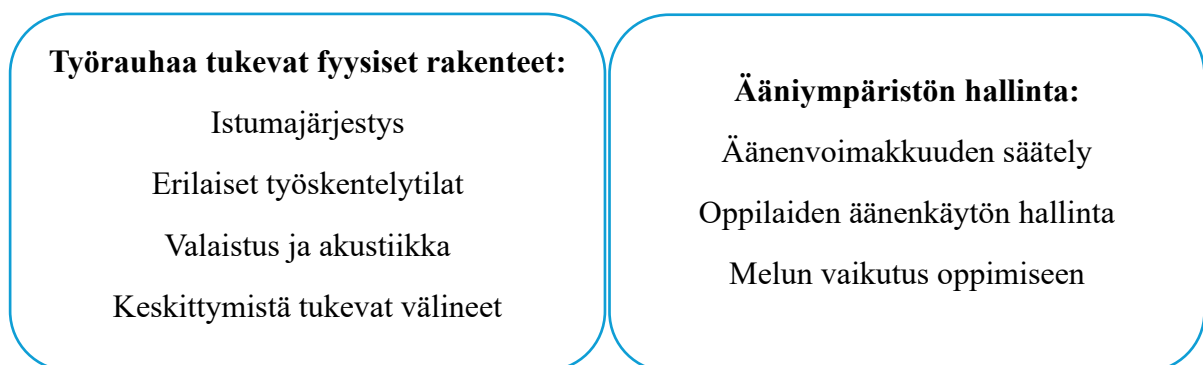 Työrauhaa tukevat fyysiset rakenteet:
Istumajärjestys
Erilaiset työskentelytilat
Valaistus ja akustiikka
Keskittymistä tukevat välineet
Ääniympäristön hallinta:
Äänenvoimakkuuden säätely
Oppilaiden äänenkäytön hallinta
Melun vaikutus oppimiseen